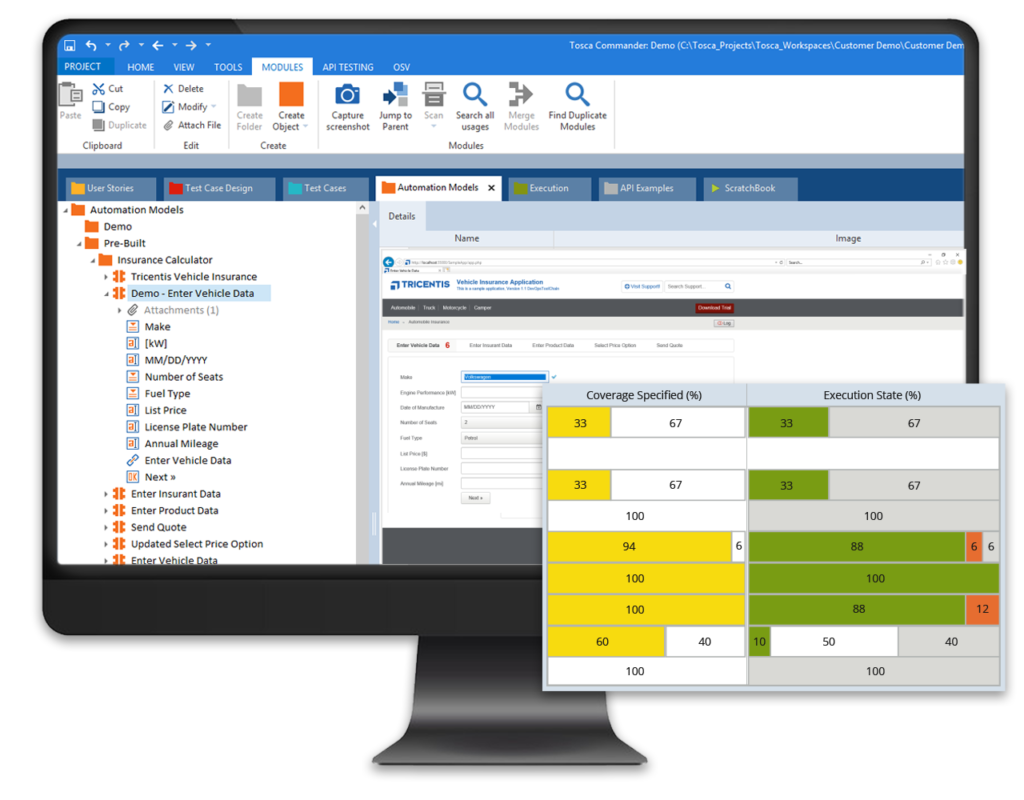 Tosca Commander: Demo (C:\Tosca_Projects\Tosca_Workspaces\Customer Demo\Customer Dem
PROJECT HOME VIEW TOOLS MODULES API TESTING OSV
Paste
Cut
Copy
Duplicate
Clipboard
Delete
Modify
Attach File
Edit
Create
Folder
Create
Object
Create
Capture
screenshot
Jump to
Parent
Scan
Search all
usages
Merge
Modules
Find Duplicate
Modules
Modules
User Stories Test Case Design Test Cases Automation Models X Execution API Examples ScratchBook
Automation Models
Demo
Pre-Built
Insurance Calculator
Tricentis Vehicle Insurance
Demo - Enter Vehicle Data
Attachments (1)
Make
[kW]
MM/DD/YYYY
Number of Seats
Fuel Type
List Price
License Plate Number
Annual Mileage
Enter Vehicle Data
Next »
Enter Insurant Data
Enter Product Data
Send Quote
Updated Select Price Option
Enter Vehicle Data
Details
Name Image
TRICENTIS
Vehicle Insurance Application
Visit Support! Search Support...
Automobile Truck Motorcycle Camper Download Trial
Home Automobile Insurance
Log
Enter Vehicle Data 6 Enter Insurant Data Enter Product Data Select Price Option Send Quote
Make Volkswagen
Engine Performance [kW]
Date of Manufacture MM/DD/YYYY
Number of Seats 2
Fuel Type Petrol
List Price [$]
License Plate Number
Annual Mileage [mi]
Next »
Coverage Specified (%) Execution State (%)
33 67 33 67
33 67 33 67
100 100
94 6 88 6 6
100 100
100 88 12
60 40 10 50 40
100 100